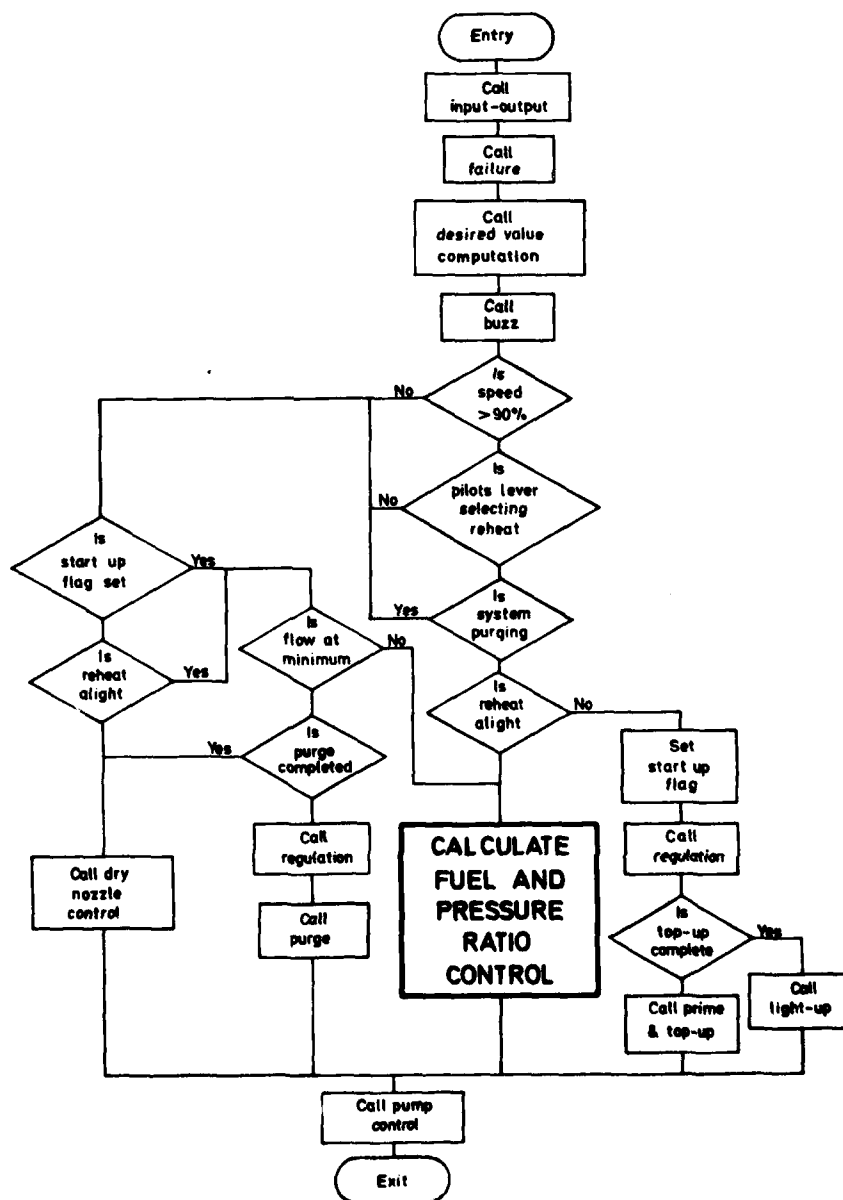 Entry
Call
input-output
Call
failure
Call
desired value
computation
Call
buzz
Is
speed
>90%
No
Is
pilots lever
selecting
reheat
No
Is
system
purging
Yes
Is
reheat
alight
No
Is
start up
flag set
Yes
Is
reheat
alight
Yes
Is
flow at
minimum
No
Is
purge
completed
Yes
Call
regulation
Call
purge
Call dry
nozzle
control
CALCULATE
FUEL AND
PRESSURE
RATIO
CONTROL
Set
start up
flag
Call
regulation
Is
top-up
complete
Yes
Call prime
& top-up
Call
light-up
Call pump
control
Exit